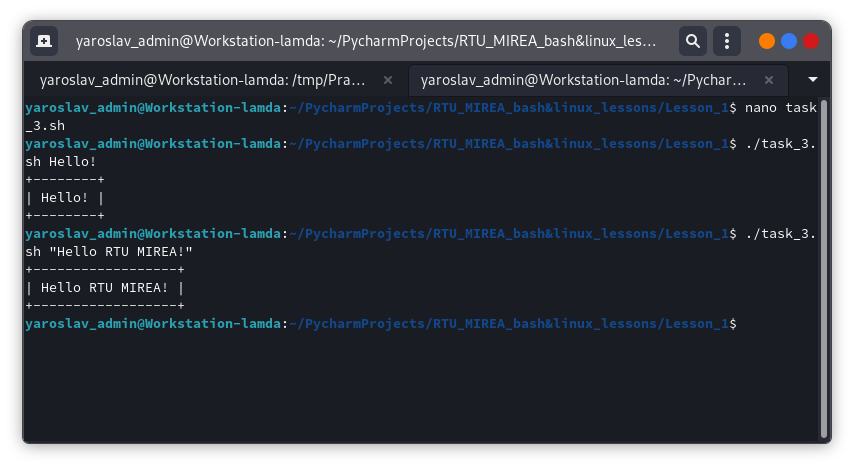 yaroslav_admin@Workstation-lamda: ~/PycharmProjects/RTU_MIREA_bash&linux_les...
yaroslav_admin@Workstation-lamda: /tmp/Pra...
yaroslav_admin@Workstation-lamda: ~/Pychar...
yaroslav_admin@Workstation-lamda:~/PycharmProjects/RTU_MIREA_bash&linux_lessons/Lesson_1$ nano task
_3.sh
yaroslav_admin@Workstation-lamda:~/PycharmProjects/RTU_MIREA_bash&linux_lessons/Lesson_1$ ./task_3.
sh Hello!
+--------+
| Hello! |
+--------+
yaroslav_admin@Workstation-lamda:~/PycharmProjects/RTU_MIREA_bash&linux_lessons/Lesson_1$ ./task_3.
sh "Hello RTU MIREA!"
+------------------+
| Hello RTU MIREA! |
+------------------+
yaroslav_admin@Workstation-lamda:~/PycharmProjects/RTU_MIREA_bash&linux_lessons/Lesson_1$